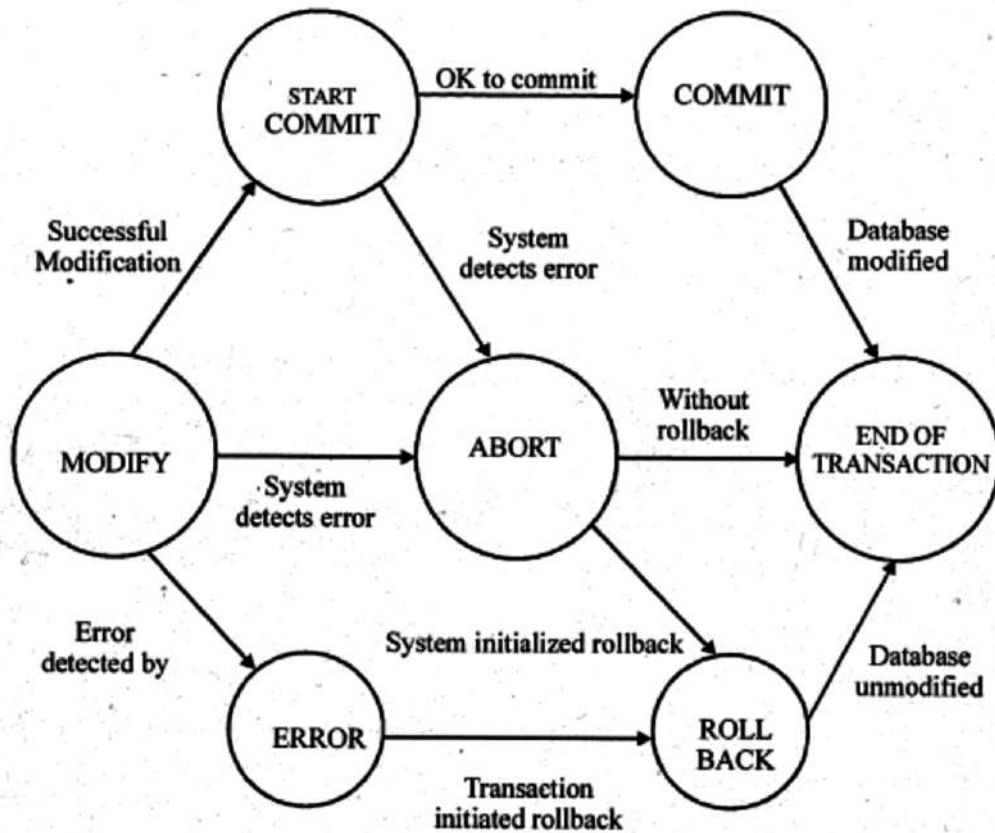 START
COMMIT
OK to commit
COMMIT
Successful
Modification
System
detects error
Database
modified
MODIFY
System
detects error
ABORT
Without
rollback
END OF
TRANSACTION
Error
detected by
System initialized rollback
Database
unmodified
ERROR
Transaction
initiated rollback
ROLL
BACK